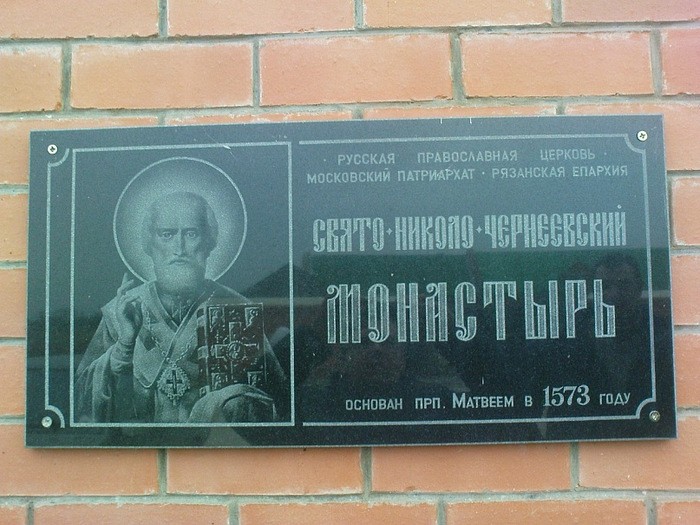 · РУССКАЯ ПРАВОСЛАВНАЯ ЦЕРКОВЬ ·
МОСКОВСКИЙ ПАТРИАРХАТ · РЯЗАНСКАЯ ЕПАРХИЯ
СВЯТО·НИКОЛО·ЧЕРНЕЕВСКИЙ
МОНАСТЫРЬ
ОСНОВАН ПРП. МАТВЕЕМ В 1573 ГОДУ